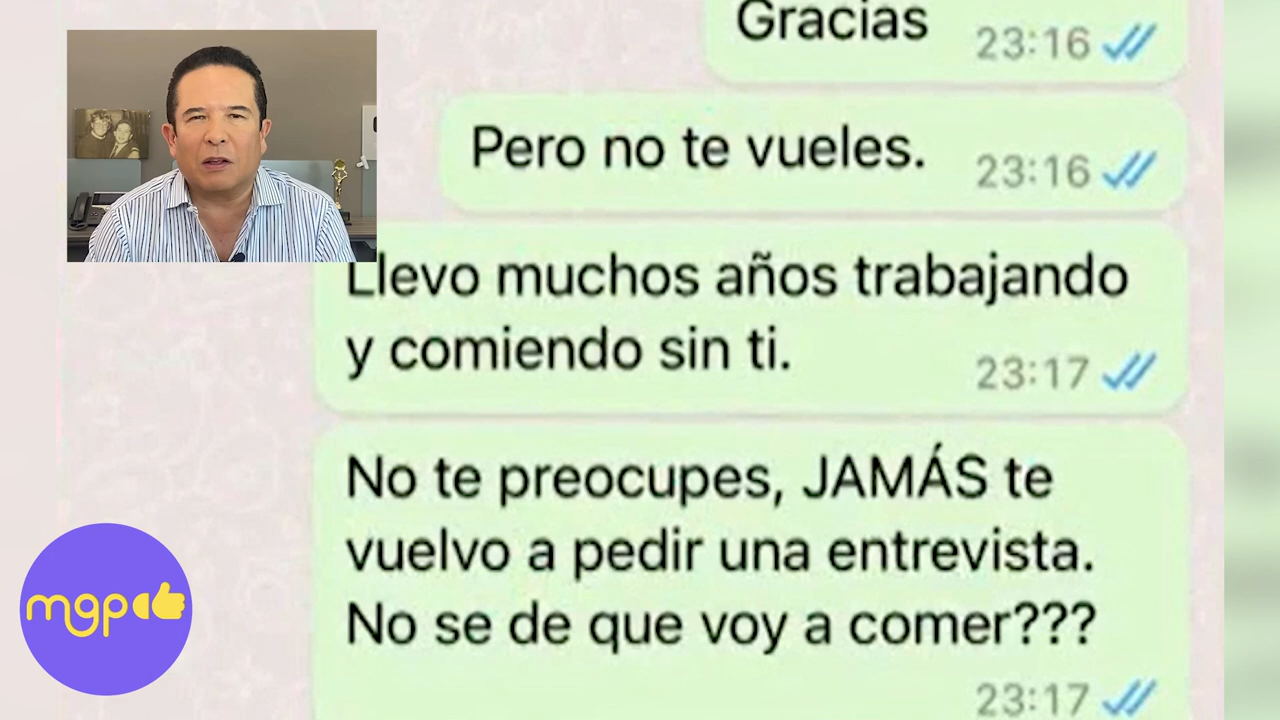 Gracias
23:16
Pero no te vueles.
23:16
Llevo muchos años trabajando
y comiendo sin ti.
23:17
No te preocupes, JAMÁS te
vuelvo a pedir una entrevista.
No se de que voy a comer???
23:17
mgp